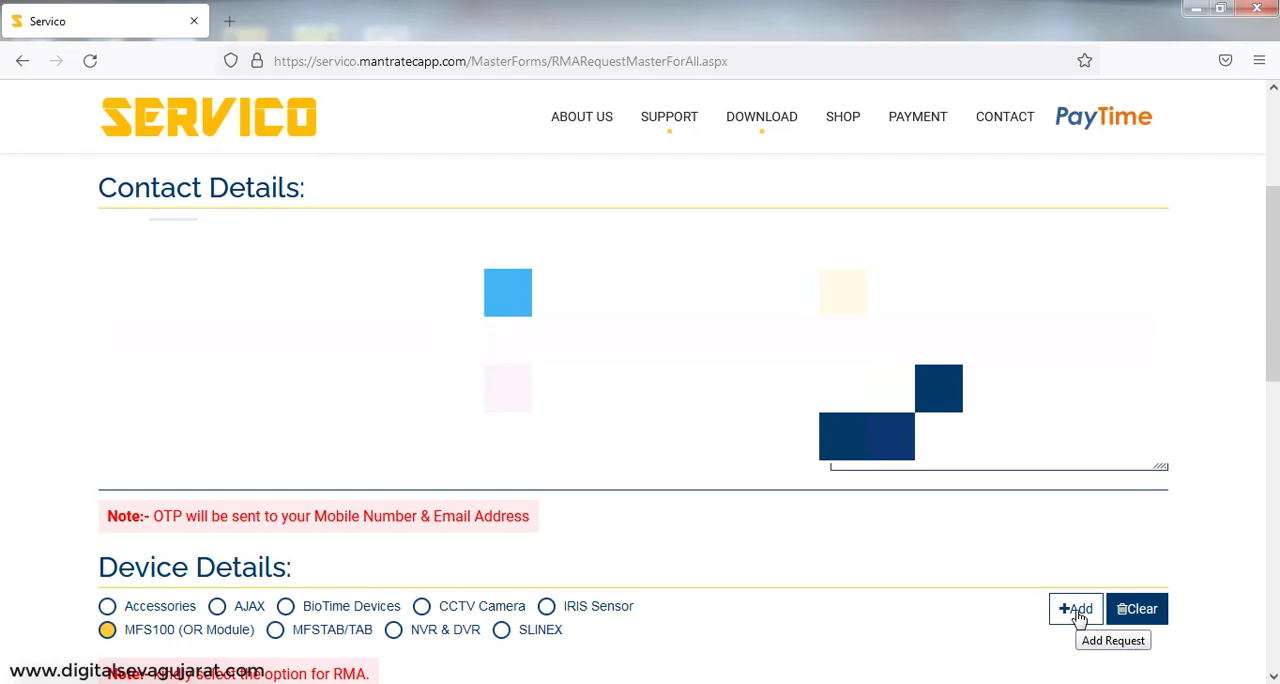 Servico
https://servico.mantratecapp.com/MasterForms/RMARequestMasterForAll.aspx
SERVICO
ABOUT US SUPPORT DOWNLOAD SHOP PAYMENT CONTACT PayTime
Contact Details:
Note:- OTP will be sent to your Mobile Number & Email Address
Device Details:
Accessories AJAX BioTime Devices CCTV Camera IRIS Sensor
Add Clear
MFS100 (OR Module) MFSTAB/TAB NVR & DVR SLINEX
Add Request
www.digitalsevagujarat.com
Note:- Kindly select the option for RMA.